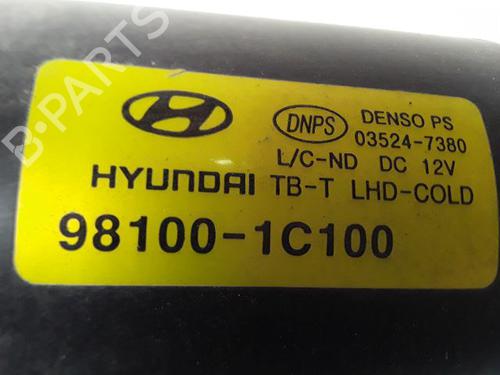 B-PARTS
DNPS
DENSO PS
03524-7380
L/C-ND DC 12V
HYUNDAI TB-T LHD-COLD
98100-1C100